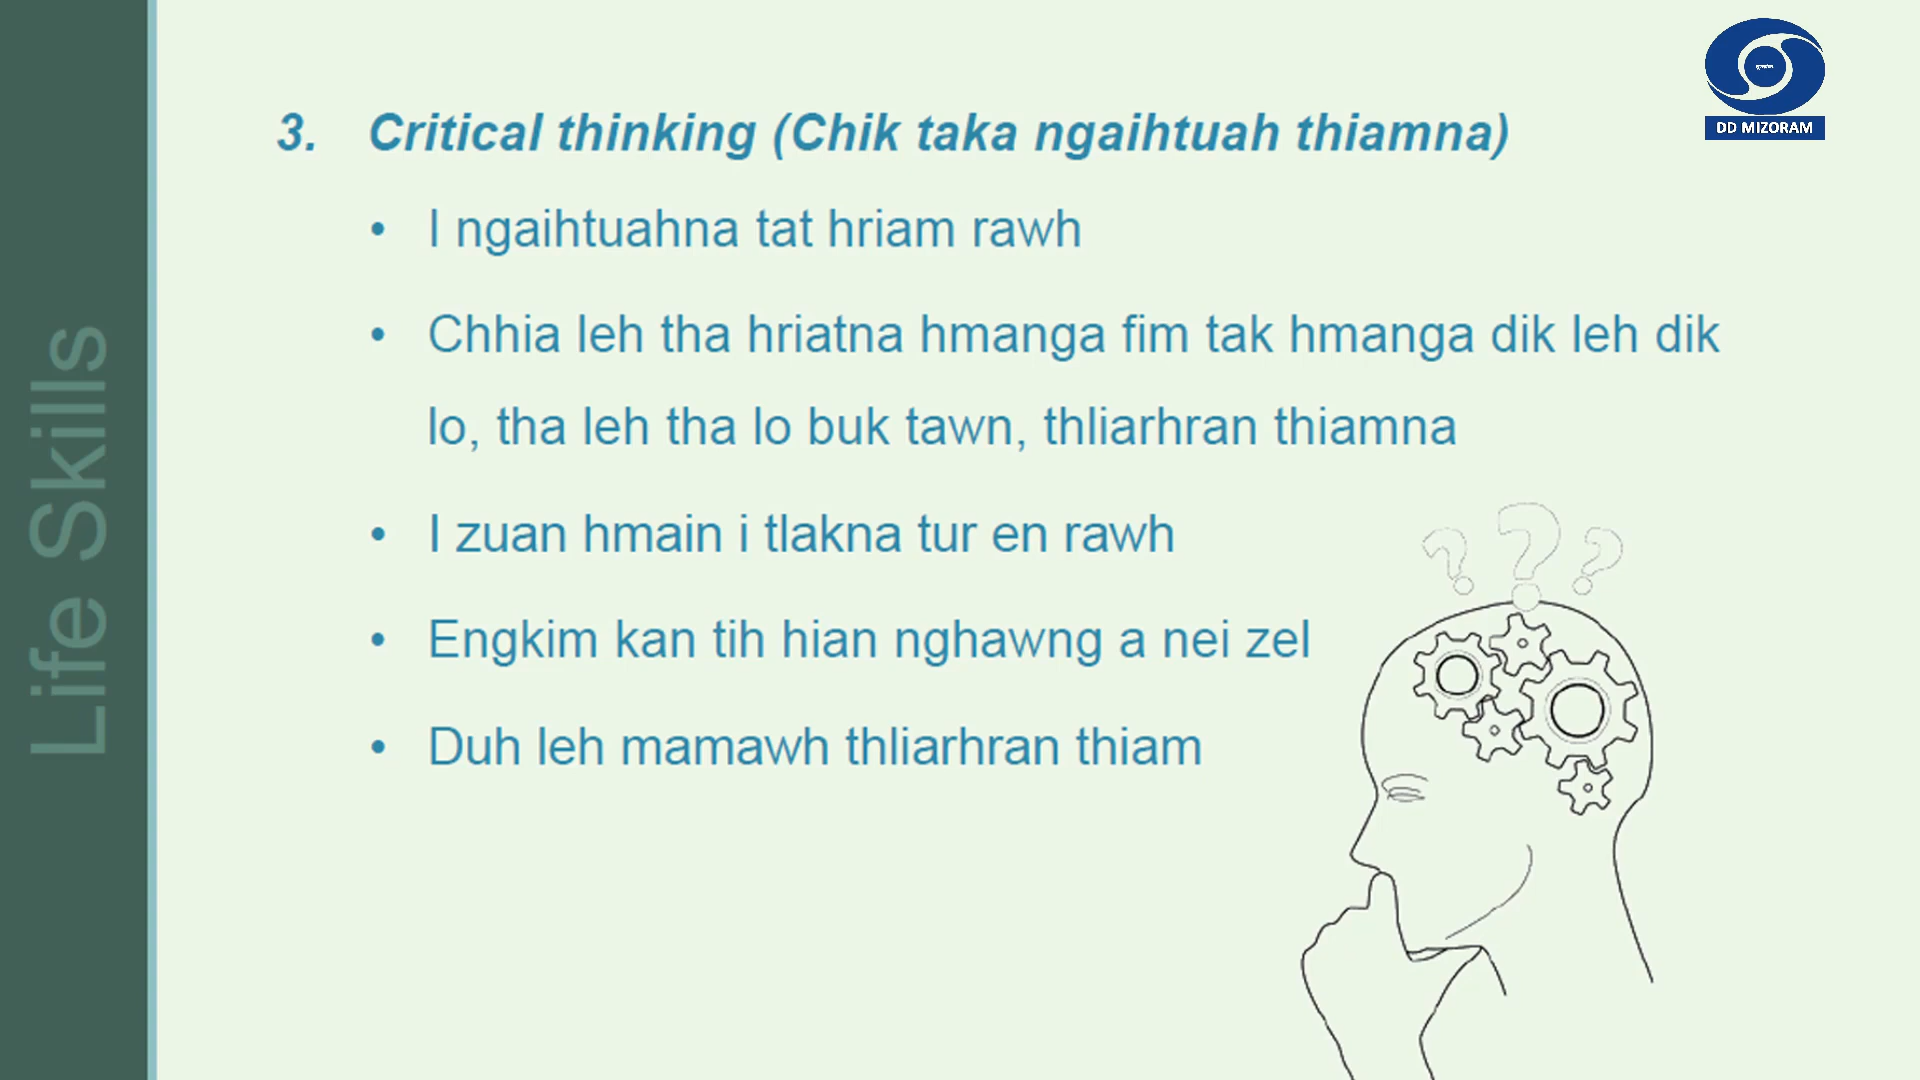 Life Skills
DD MIZORAM
3. Critical thinking (Chik taka ngaihtuah thiamna)
• I ngaihtuahna tat hriam rawh
• Chhia leh tha hriatna hmanga fim tak hmanga dik leh dik
lo, tha leh tha lo buk tawn, thliarhran thiamna
• I zuan hmain i tlakna tur en rawh
• Engkim kan tih hian nghawng a nei zel
• Duh leh mamawh thliarhran thiam
? ? ?